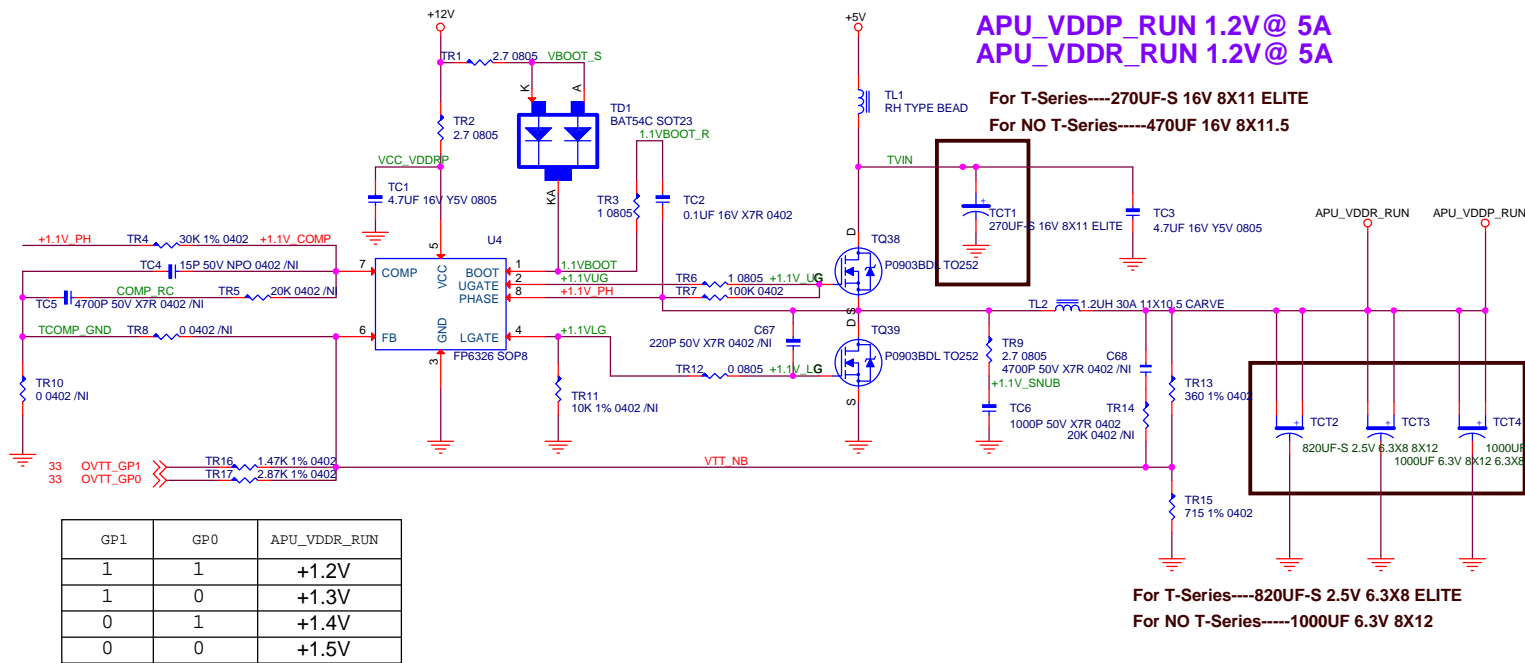 APU_VDDP_RUN 1.2V@ 5A
APU_VDDR_RUN 1.2V@ 5A
For T-Series----270UF-S 16V 8X11 ELITE
For NO T-Series-----470UF 16V 8X11.5
+12V
TR1
2.7 0805
VBOOT_S
K
A
TD1
BAT54C SOT23
KA
TR2
2.7 0805
VCC_VDDRP
TC1
4.7UF 16V Y5V 0805
1.1VBOOT_R
TR3
1 0805
TC2
0.1UF 16V X7R 0402
+5V
TL1
RH TYPE BEAD
TVIN
TCT1
270UF-S 16V 8X11 ELITE
TC3
4.7UF 16V Y5V 0805
APU_VDDR_RUN
APU_VDDP_RUN
+1.1V_PH
TR4
30K 1% 0402
+1.1V_COMP
TC4
15P 50V NPO 0402 /NI
COMP_RC
TC5
4700P 50V X7R 0402 /NI
TR5
20K 0402 /NI
TCOMP_GND
TR8
0 0402 /NI
TR10
0 0402 /NI
U4
5
VCC
7
COMP
6
FB
GND
3
BOOT
1
UGATE
2
PHASE
8
LGATE
4
FP6326 SOP8
1.1VBOOT
+1.1VUG
+1.1V_PH
+1.1VLG
TR6
1 0805
+1.1V_UG
TR7
100K 0402
D
G
S
TQ38
P0903BDL TO252
C67
220P 50V X7R 0402 /NI
TR12
0 0805
+1.1V_LG
D
G
S
TQ39
P0903BDL TO252
TR11
10K 1% 0402 /NI
TL2
1.2UH 30A 11X10.5 CARVE
TR9
2.7 0805
4700P 50V X7R 0402 /NI
+1.1V_SNUB
TC6
1000P 50V X7R 0402
C68
TR14
20K 0402 /NI
TR13
360 1% 0402
TR15
715 1% 0402
TCT2
820UF-S 2.5V 6.3X8 8X12
TCT3
1000UF 6.3V 8X12 6.3X8
TCT4
1000UF
33 OVTT_GP1
TR16
1.47K 1% 0402
33 OVTT_GP0
TR17
2.87K 1% 0402
VTT_NB
GP1 GP0 APU_VDDR_RUN
1 1 +1.2V
1 0 +1.3V
0 1 +1.4V
0 0 +1.5V
For T-Series----820UF-S 2.5V 6.3X8 ELITE
For NO T-Series-----1000UF 6.3V 8X12